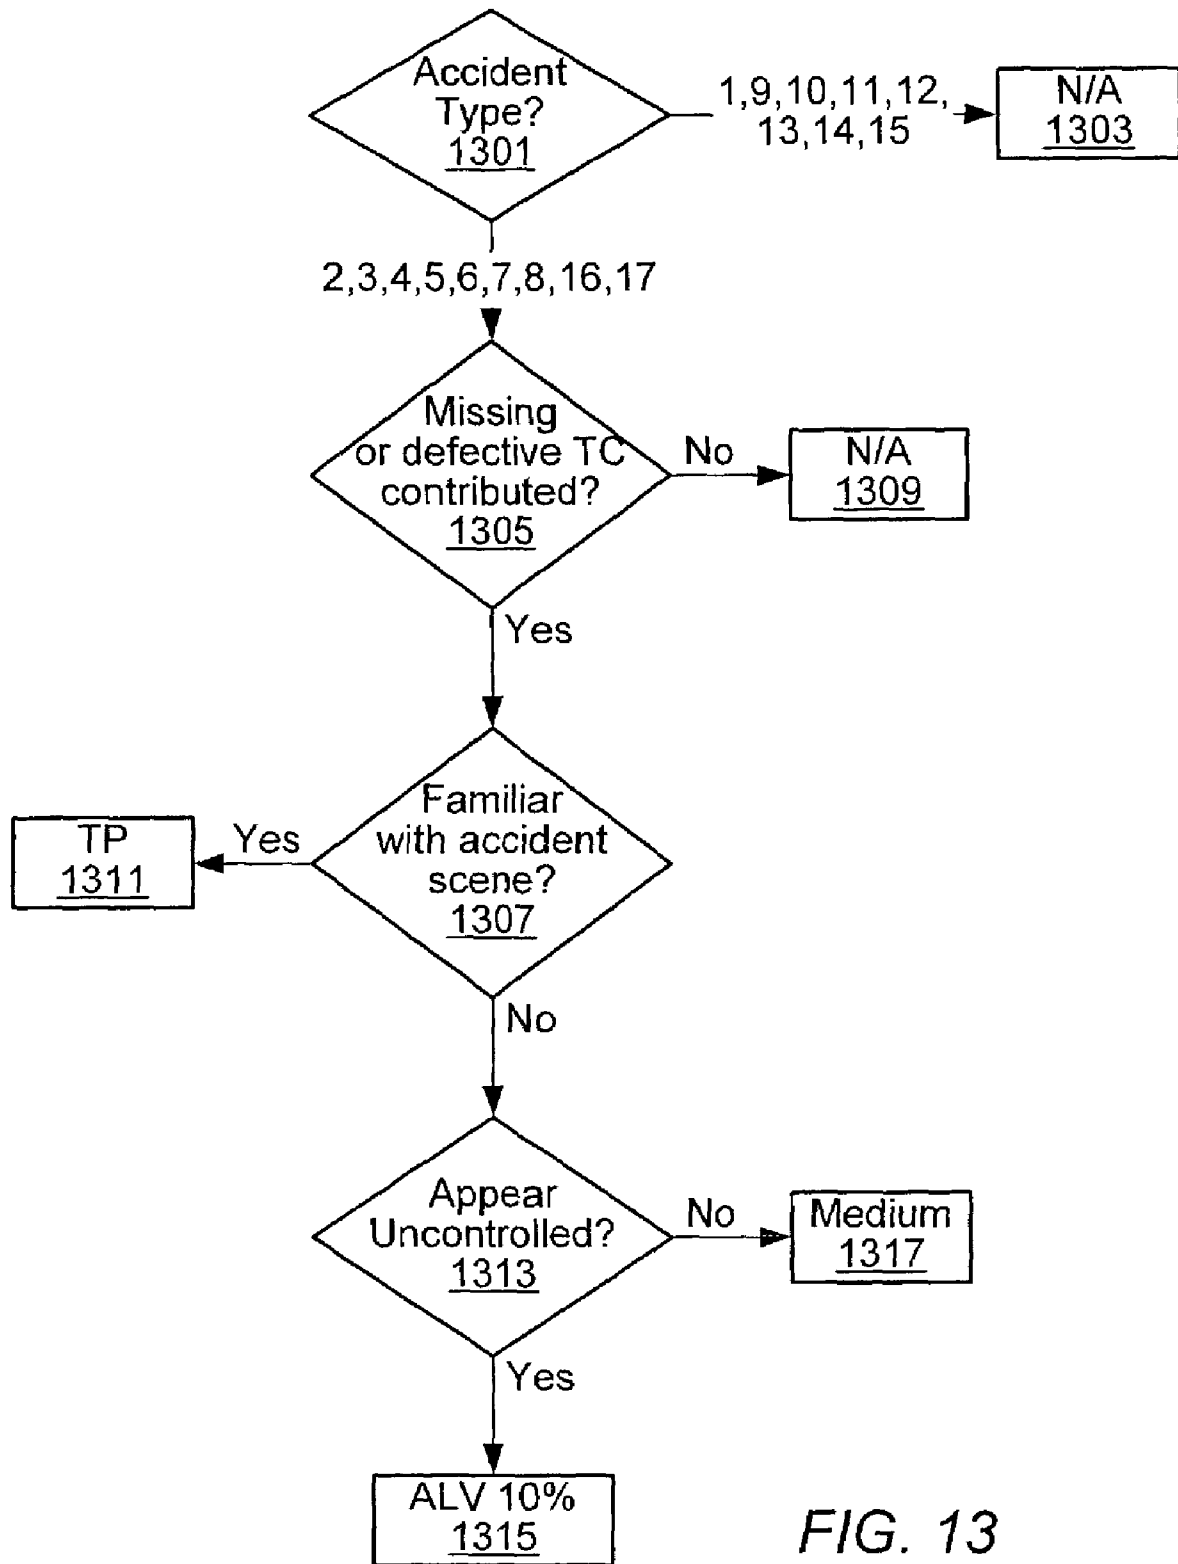 Accident
Type?
1301
1,9,10,11,12,
13,14,15
N/A
1303
2,3,4,5,6,7,8,16,17
Missing
or defective TC
contributed?
1305
No
N/A
1309
Yes
Familiar
with accident
scene?
1307
Yes
TP
1311
No
Appear
Uncontrolled?
1313
No
Medium
1317
Yes
ALV 10%
1315
FIG. 13